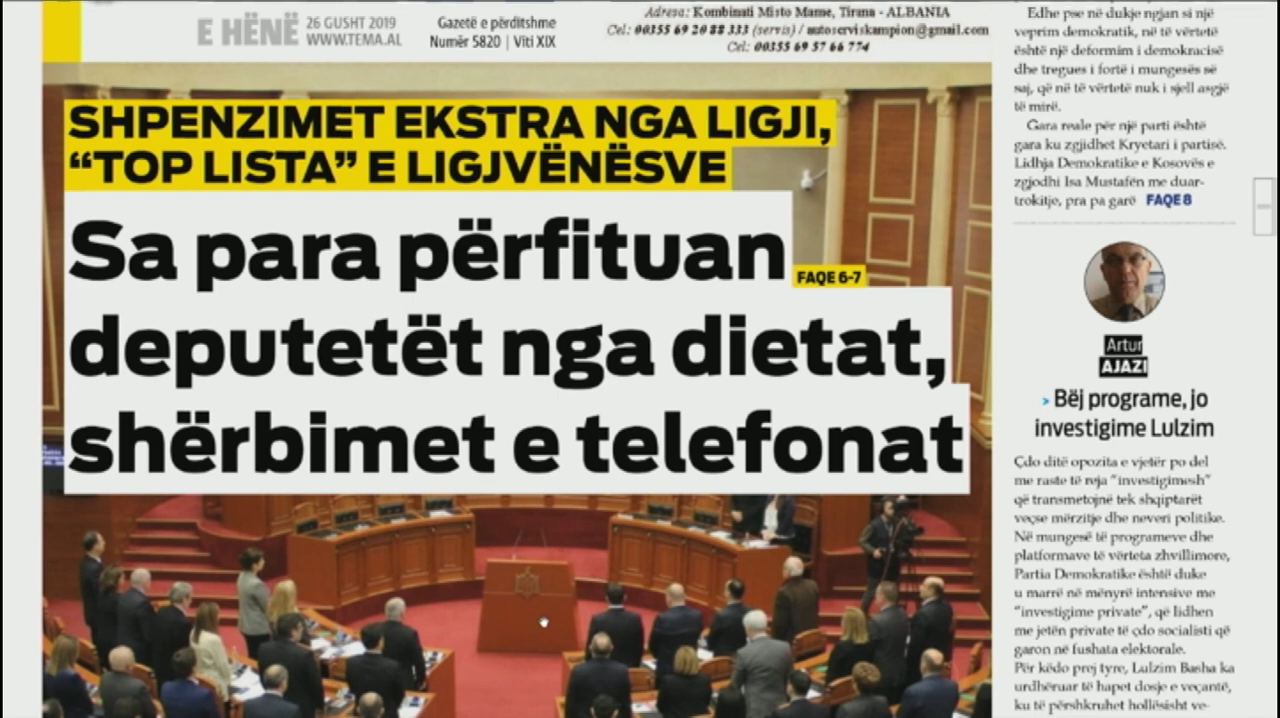 E HËNË
26 GUSHT 2019
WWW.TEMA.AL
Gazetë e përditshme
Numër 5820 | Viti XIX
Adresa: Kombinati Misto Mame, Tirana - ALBANIA
Cel: 00355 69 20 88 333 (servis) / autoserviskampion@gmail.com
Cel: 00355 69 57 66 774
SHPENZIMET EKSTRA NGA LIGJI,
“TOP LISTA” E LIGJVËNËSVE
Sa para përfituan
FAQE 6-7
deputetët nga dietat,
shërbimet e telefonat
Edhe pse në dukje ngjan si një
veprim demokratik, në të vërtetë
është një deformim i demokracisë
dhe tregues i fortë i mungesës së
saj, që në të vërtetë nuk i sjell asgjë
të mirë.
Gara reale për një parti është
gara ku zgjidhet Kryetari i partisë.
Lidhja Demokratike e Kosovës e
zgjodhi Isa Mustafën me duar-
trokitje, pra pa garë FAQE 8
Artur
AJAZI
› Bëj programe, jo
investigime Lulzim
Çdo ditë opozita e vjetër po del
me raste të reja “investigimesh”
që transmetojnë tek shqiptarët
veçse mërzitje dhe neveri politike.
Në mungesë të programeve dhe
platformave të vërteta zhvillimore,
Partia Demokratike është duke
u marrë në mënyrë intensive me
“investigime private”, që lidhen
me jetën private të çdo socialisti që
garon në fushata elektorale.
Për këdo prej tyre, Lulzim Basha ka
urdhëruar të hapet dosje e veçantë,
ku të përshkruhet hollësisht ve-